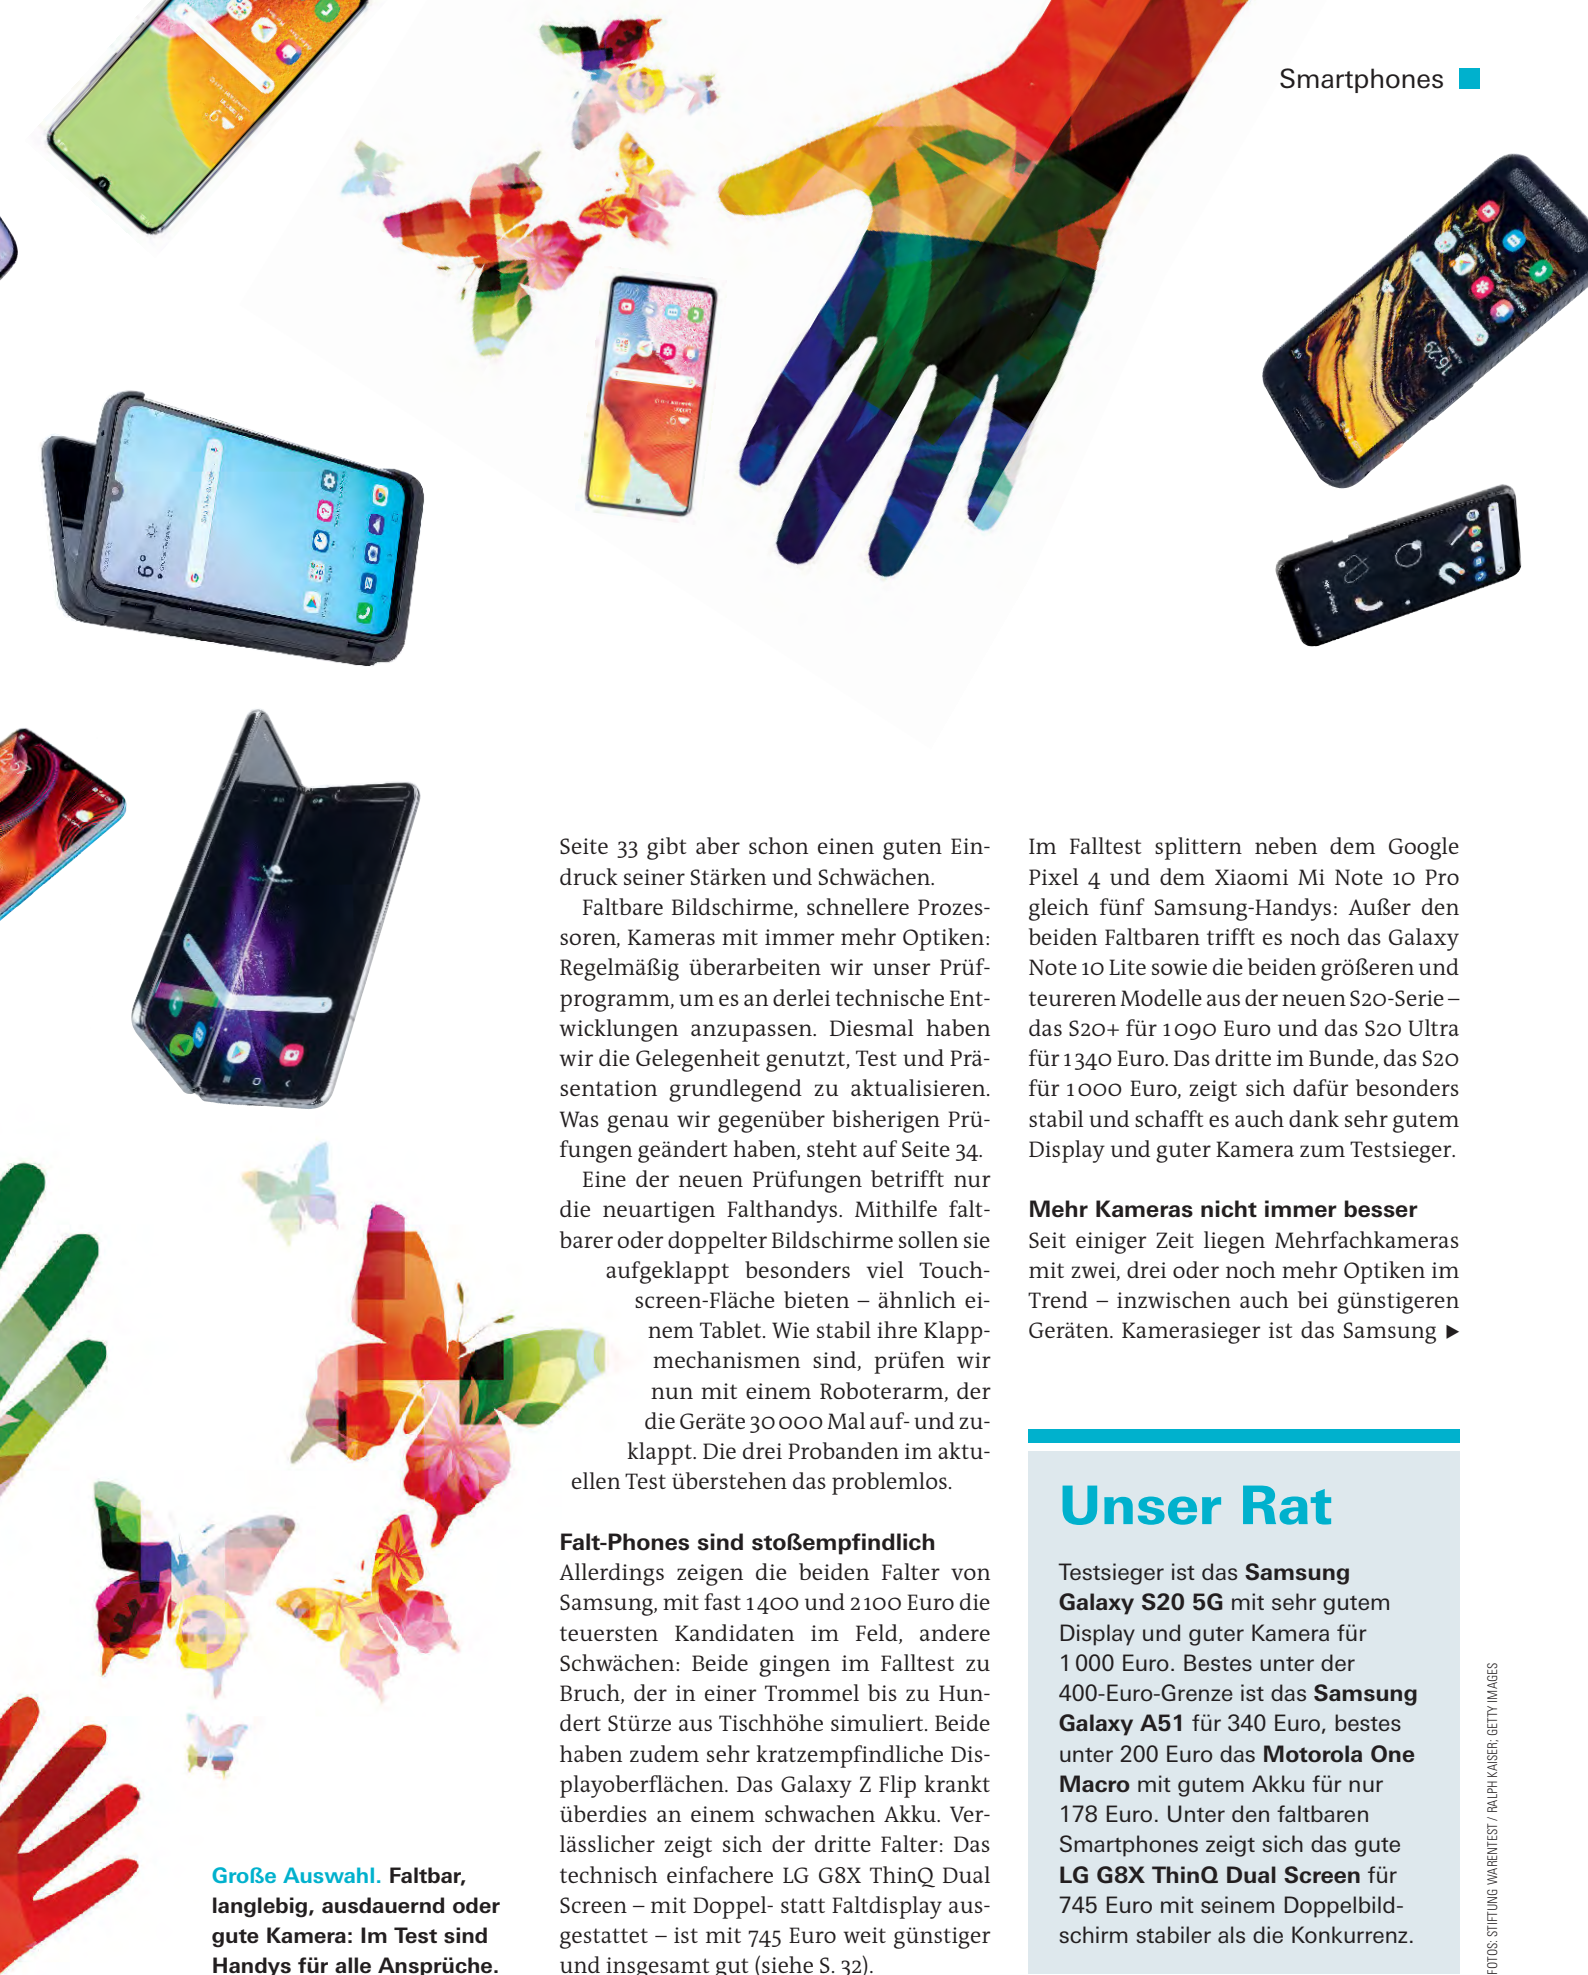 Smartphones
Seite 33 gibt aber schon einen guten Ein-
druck seiner Stärken und Schwächen.
Faltbare Bildschirme, schnellere Prozes-
soren, Kameras mit immer mehr Optiken:
Regelmäßig überarbeiten wir unser Prüf-
programm, um es an derlei technische Ent-
wicklungen anzupassen. Diesmal haben
wir die Gelegenheit genutzt, Test und Prä-
sentation grundlegend zu aktualisieren.
Was genau wir gegenüber bisherigen Prü-
fungen geändert haben, steht auf Seite 34.
Eine der neuen Prüfungen betrifft nur
die neuartigen Falthandys. Mithilfe falt-
barer oder doppelter Bildschirme sollen sie
aufgeklappt besonders viel Touch-
screen-Fläche bieten – ähnlich ei-
nem Tablet. Wie stabil ihre Klapp-
mechanismen sind, prüfen wir
nun mit einem Roboterarm, der
die Geräte 30 000 Mal auf- und zu-
klappt. Die drei Probanden im aktu-
ellen Test überstehen das problemlos.
Falt-Phones sind stoßempfindlich
Allerdings zeigen die beiden Falter von
Samsung, mit fast 1 400 und 2 100 Euro die
teuersten Kandidaten im Feld, andere
Schwächen: Beide gingen im Falltest zu
Bruch, der in einer Trommel bis zu Hun-
dert Stürze aus Tischhöhe simuliert. Beide
haben zudem sehr kratzempfindliche Dis-
playoberflächen. Das Galaxy Z Flip krankt
überdies an einem schwachen Akku. Ver-
lässlicher zeigt sich der dritte Falter: Das
technisch einfachere LG G8X ThinQ Dual
Screen – mit Doppel- statt Faltdisplay aus-
gestattet – ist mit 745 Euro weit günstiger
und insgesamt gut (siehe S. 32).
Im Falltest splittern neben dem Google
Pixel 4 und dem Xiaomi Mi Note 10 Pro
gleich fünf Samsung-Handys: Außer den
beiden Faltbaren trifft es noch das Galaxy
Note 10 Lite sowie die beiden größeren und
teureren Modelle aus der neuen S20-Serie –
das S20+ für 1 090 Euro und das S20 Ultra
für 1 340 Euro. Das dritte im Bunde, das S20
für 1 000 Euro, zeigt sich dafür besonders
stabil und schafft es auch dank sehr gutem
Display und guter Kamera zum Testsieger.
Mehr Kameras nicht immer besser
Seit einiger Zeit liegen Mehrfachkameras
mit zwei, drei oder noch mehr Optiken im
Trend – inzwischen auch bei günstigeren
Geräten. Kamerasieger ist das Samsung ▶
Unser Rat
Testsieger ist das Samsung
Galaxy S20 5G mit sehr gutem
Display und guter Kamera für
1 000 Euro. Bestes unter der
400-Euro-Grenze ist das Samsung
Galaxy A51 für 340 Euro, bestes
unter 200 Euro das Motorola One
Macro mit gutem Akku für nur
178 Euro. Unter den faltbaren
Smartphones zeigt sich das gute
LG G8X ThinQ Dual Screen für
745 Euro mit seinem Doppelbild-
schirm stabiler als die Konkurrenz.
Große Auswahl. Faltbar,
langlebig, ausdauernd oder
gute Kamera: Im Test sind
Handys für alle Ansprüche.
FOTOS: STIFTUNG WARENTEST / RALPH KAISER; GETTY IMAGES
16:29
12:57
6°
9°